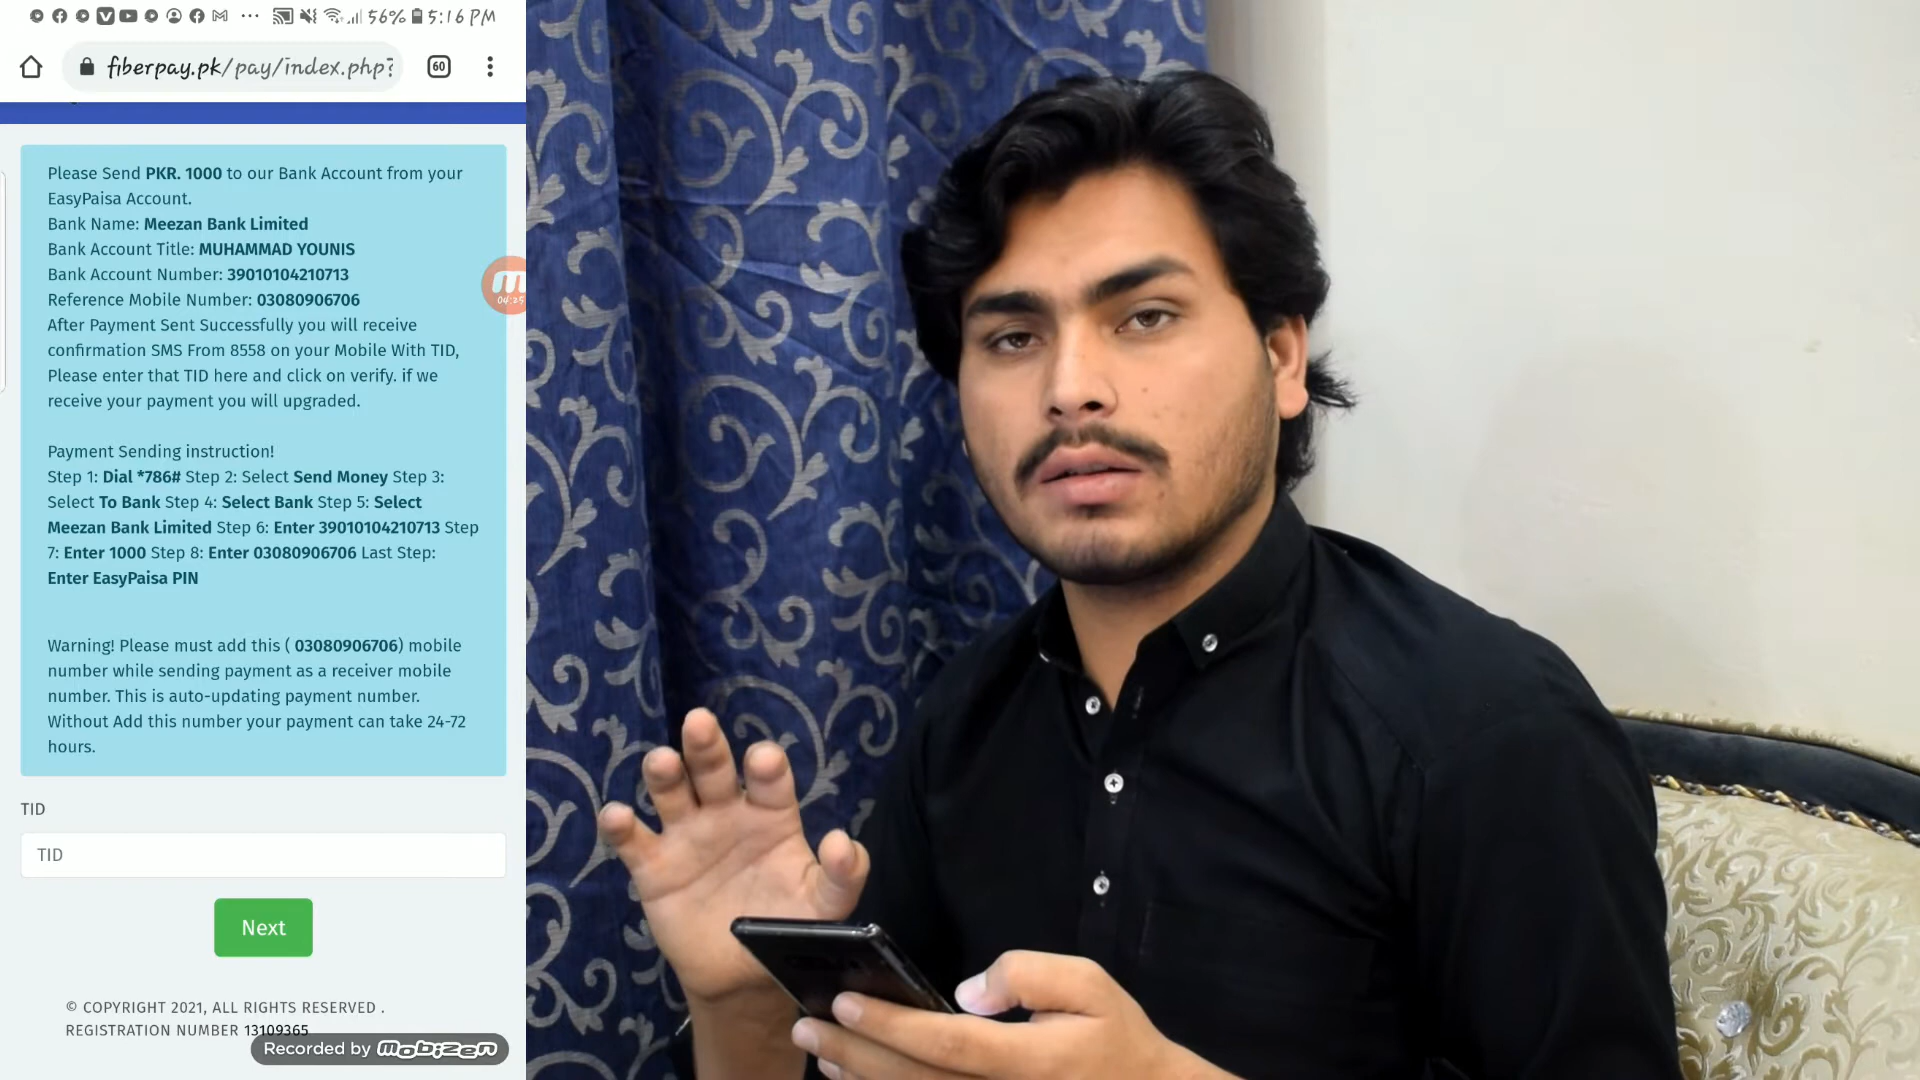 56% 5:16 PM
fiberpay.pk/pay/index.php?
60
Please Send PKR. 1000 to our Bank Account from your
EasyPaisa Account.
Bank Name: Meezan Bank Limited
Bank Account Title: MUHAMMAD YOUNIS
Bank Account Number: 39010104210713
Reference Mobile Number: 03080906706
04:25
After Payment Sent Successfully you will receive
confirmation SMS From 8558 on your Mobile With TID,
Please enter that TID here and click on verify. if we
receive your payment you will upgraded.
Payment Sending instruction!
Step 1: Dial *786# Step 2: Select Send Money Step 3:
Select To Bank Step 4: Select Bank Step 5: Select
Meezan Bank Limited Step 6: Enter 39010104210713 Step
7: Enter 1000 Step 8: Enter 03080906706 Last Step:
Enter EasyPaisa PIN
Warning! Please must add this ( 03080906706) mobile
number while sending payment as a receiver mobile
number. This is auto-updating payment number.
Without Add this number your payment can take 24-72
hours.
TID
TID
Next
© COPYRIGHT 2021, ALL RIGHTS RESERVED .
REGISTRATION NUMBER 13109365
Recorded by mobizen